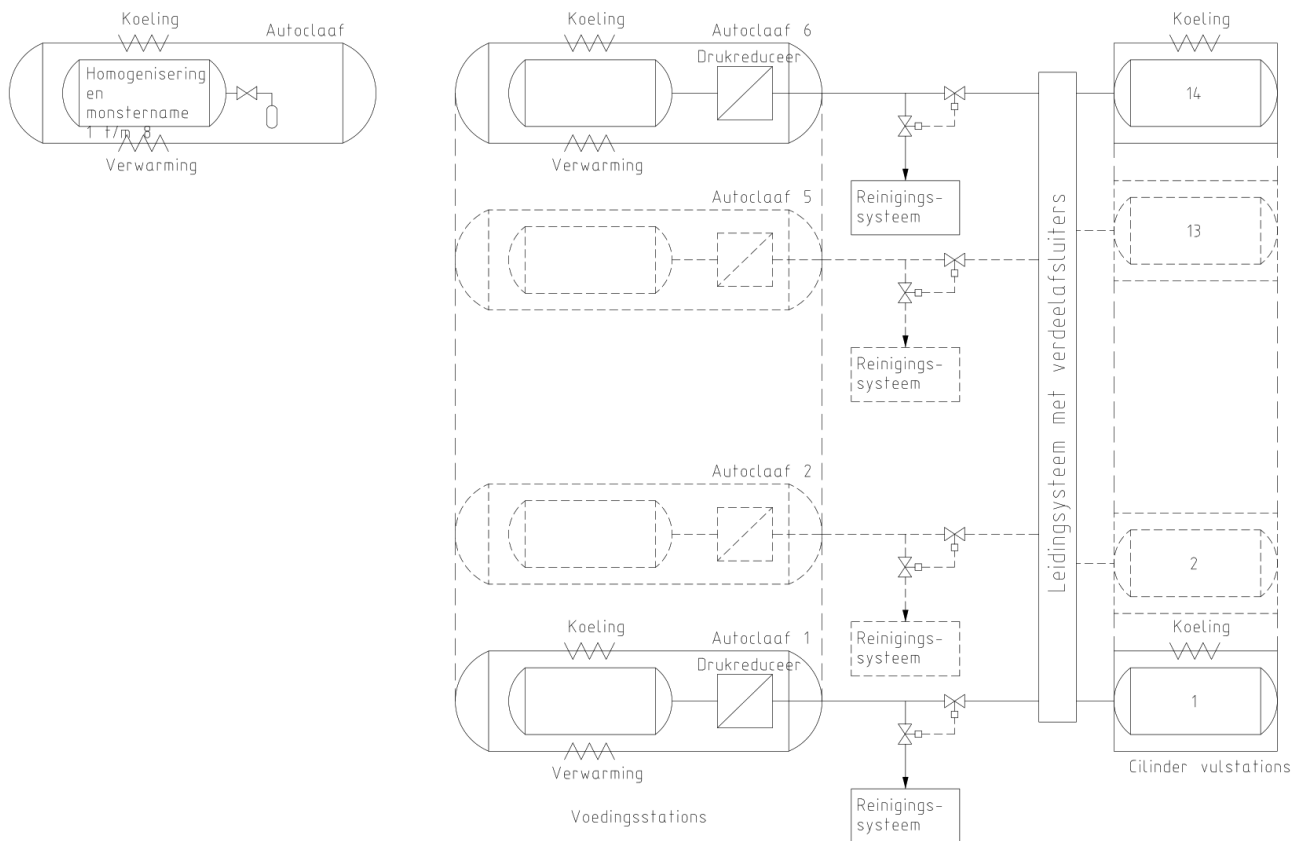 Koeling
Autoclaaf
Homogenisering
en
monstername
1 t/m 8
Verwarming
Koeling
Autoclaaf 6
Drukreduceer
Verwarming
Reinigings-
systeem
Autoclaaf 5
Reinigings-
systeem
Autoclaaf 2
Reinigings-
systeem
Koeling
Autoclaaf 1
Drukreduceer
Verwarming
Reinigings-
systeem
Voedingsstations
Leidingsysteem met verdeelafsluiters
Koeling
14
13
2
Koeling
1
Cilinder vulstations